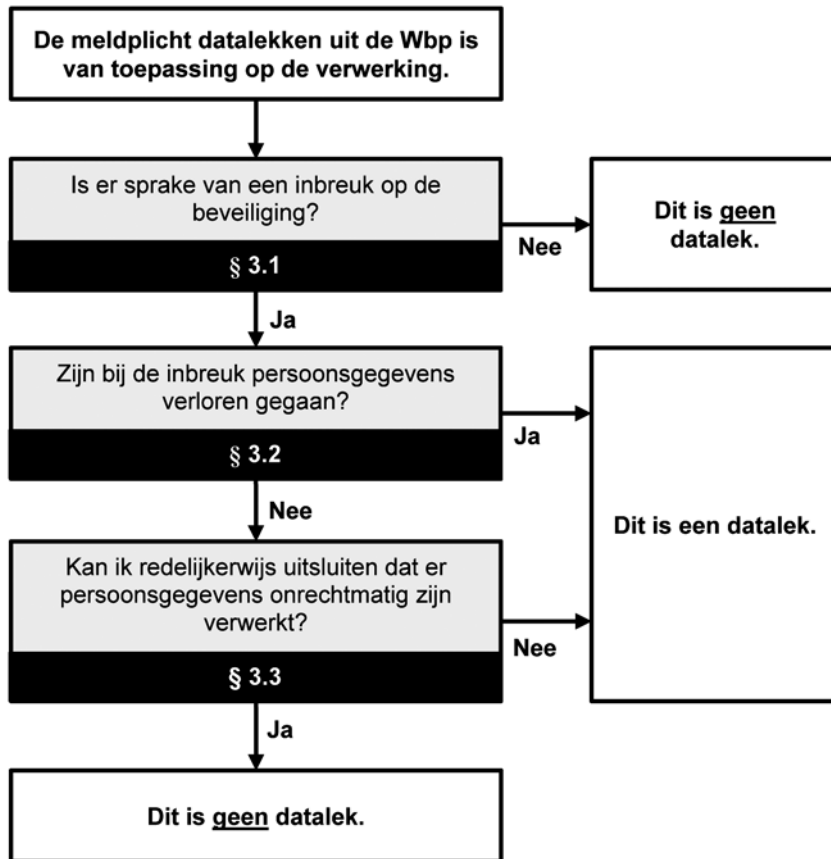 De meldplicht datalekken uit de Wbp is
van toepassing op de verwerking.
Is er sprake van een inbreuk op de
beveiliging?
§ 3.1
Nee
Dit is geen
datalek.
Ja
Zijn bij de inbreuk persoonsgegevens
verloren gegaan?
§ 3.2
Ja
Dit is een datalek.
Nee
Kan ik redelijkerwijs uitsluiten dat er
persoonsgegevens onrechtmatig zijn
verwerkt?
§ 3.3
Nee
Ja
Dit is geen datalek.